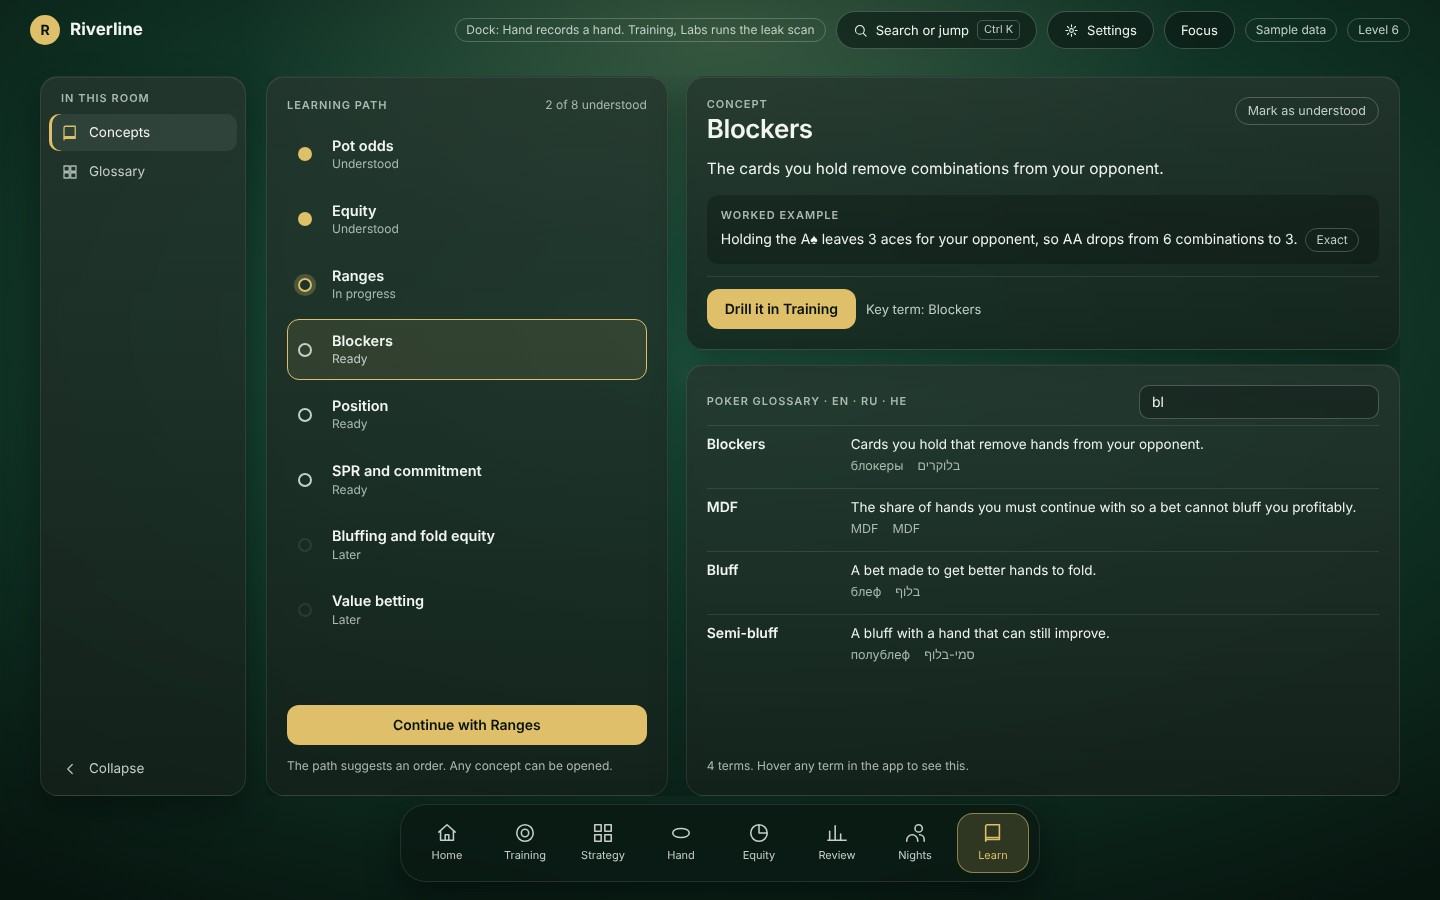 R Riverline
Dock: Hand records a hand. Training, Labs runs the leak scan
Search or jump Ctrl K
Settings
Focus
Sample data
Level 6
IN THIS ROOM
Concepts
Glossary
Collapse
LEARNING PATH
2 of 8 understood
Pot odds
Understood
Equity
Understood
Ranges
In progress
Blockers
Ready
Position
Ready
SPR and commitment
Ready
Bluffing and fold equity
Later
Value betting
Later
Continue with Ranges
The path suggests an order. Any concept can be opened.
CONCEPT
Blockers
Mark as understood
The cards you hold remove combinations from your opponent.
WORKED EXAMPLE
Holding the A♠ leaves 3 aces for your opponent, so AA drops from 6 combinations to 3. Exact
Drill it in Training
Key term: Blockers
POKER GLOSSARY · EN · RU · HE
bl
Blockers
Cards you hold that remove hands from your opponent.
блокеры בלוקרים
MDF
The share of hands you must continue with so a bet cannot bluff you profitably.
MDF MDF
Bluff
A bet made to get better hands to fold.
блеф בלוף
Semi-bluff
A bluff with a hand that can still improve.
полублеф סמי-בלוף
4 terms. Hover any term in the app to see this.
Home
Training
Strategy
Hand
Equity
Review
Nights
Learn